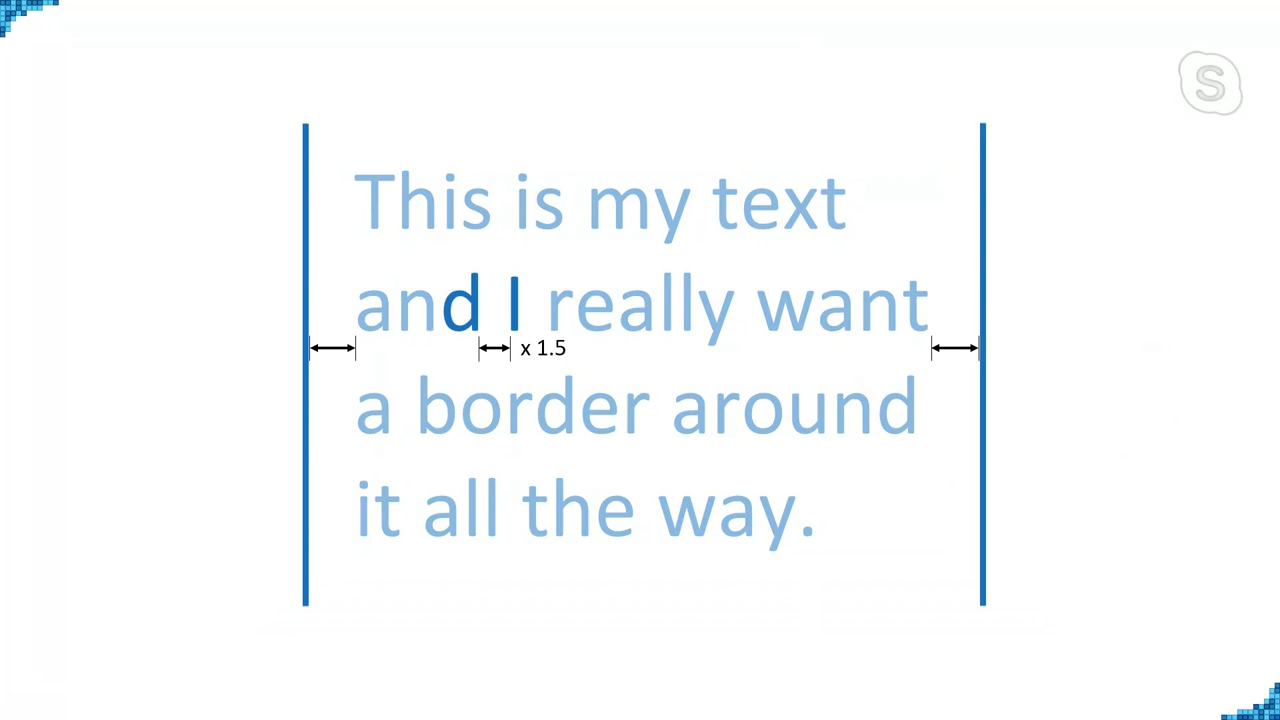 S
This is my text
and I really want
x 1.5
a border around
it all the way.